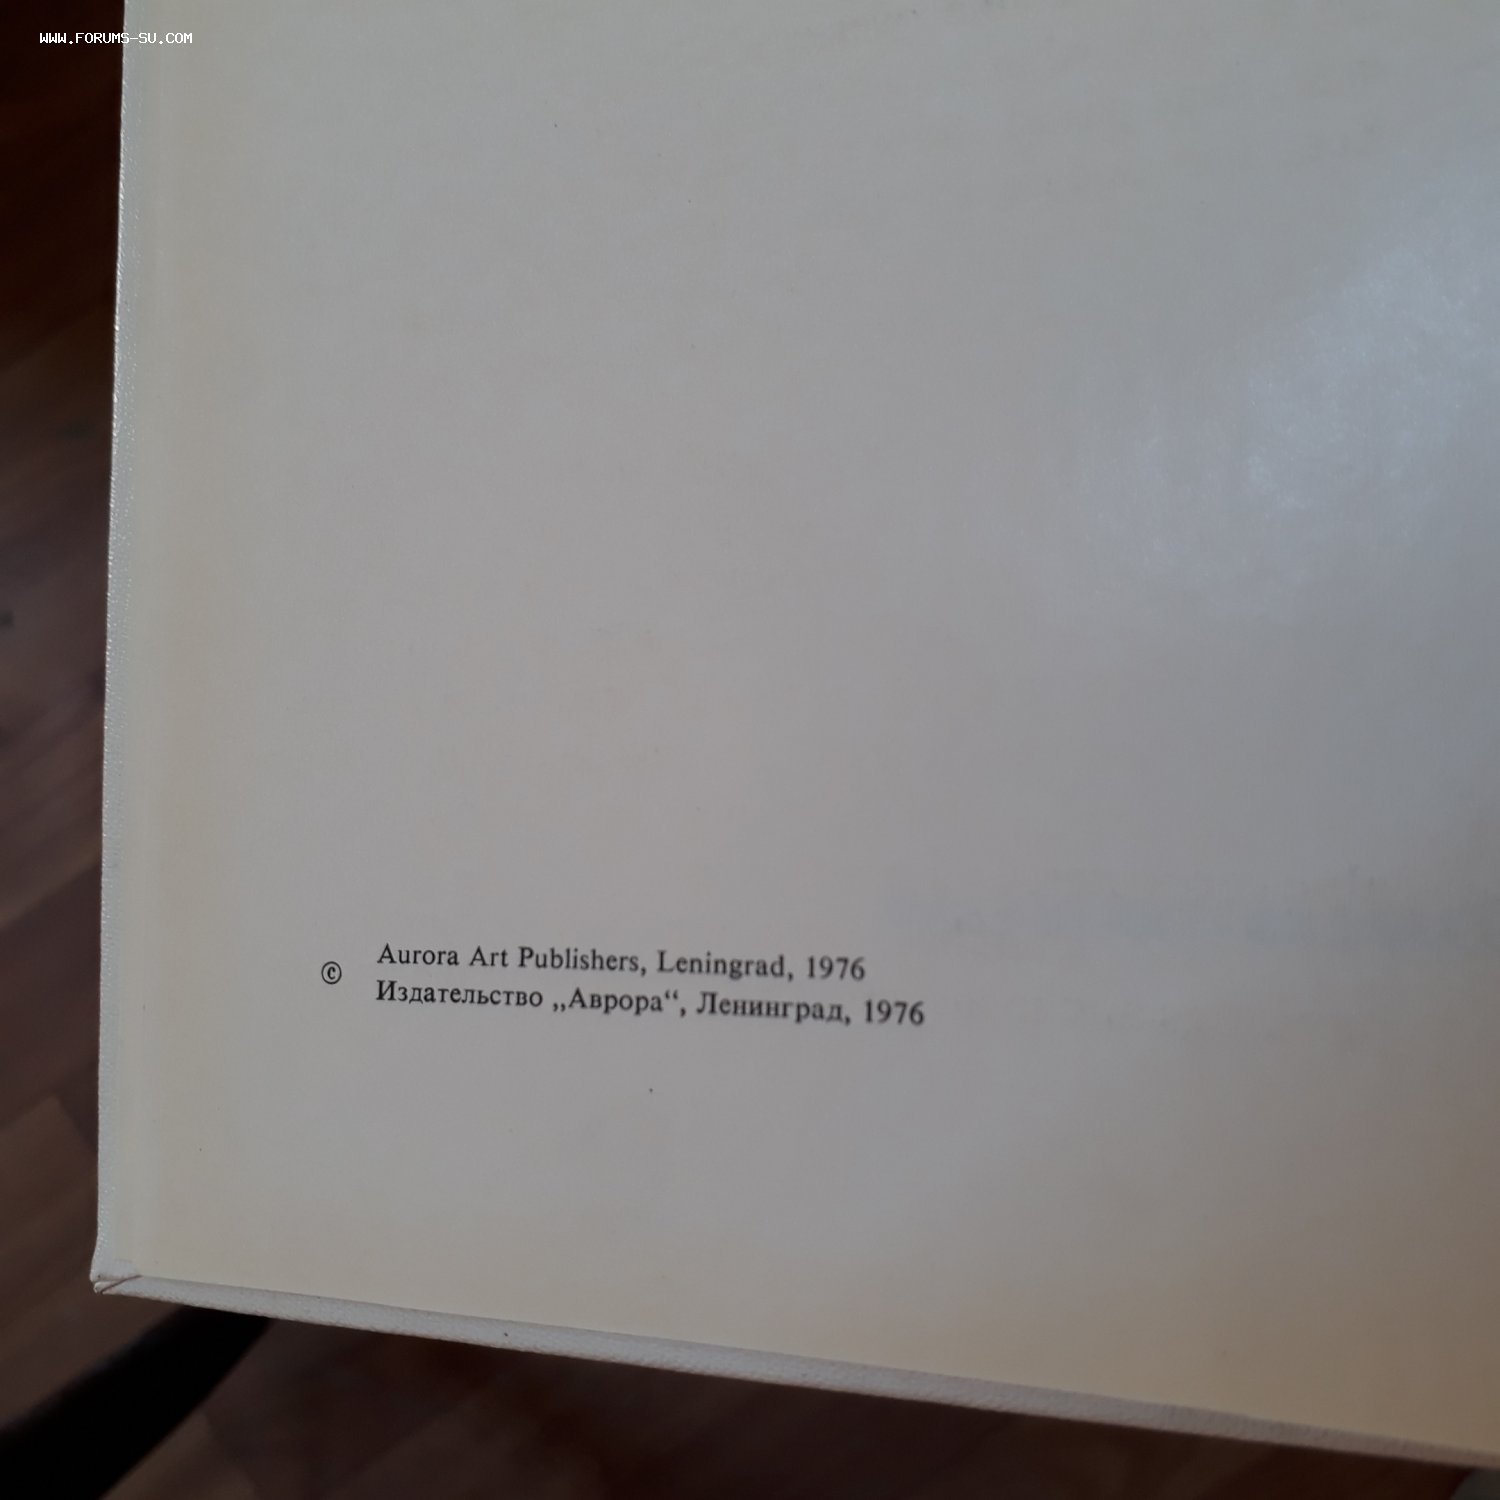 WWW.FORUMS-SU.COM
© Aurora Art Publishers, Leningrad, 1976
Издательство „Аврора“, Ленинград, 1976